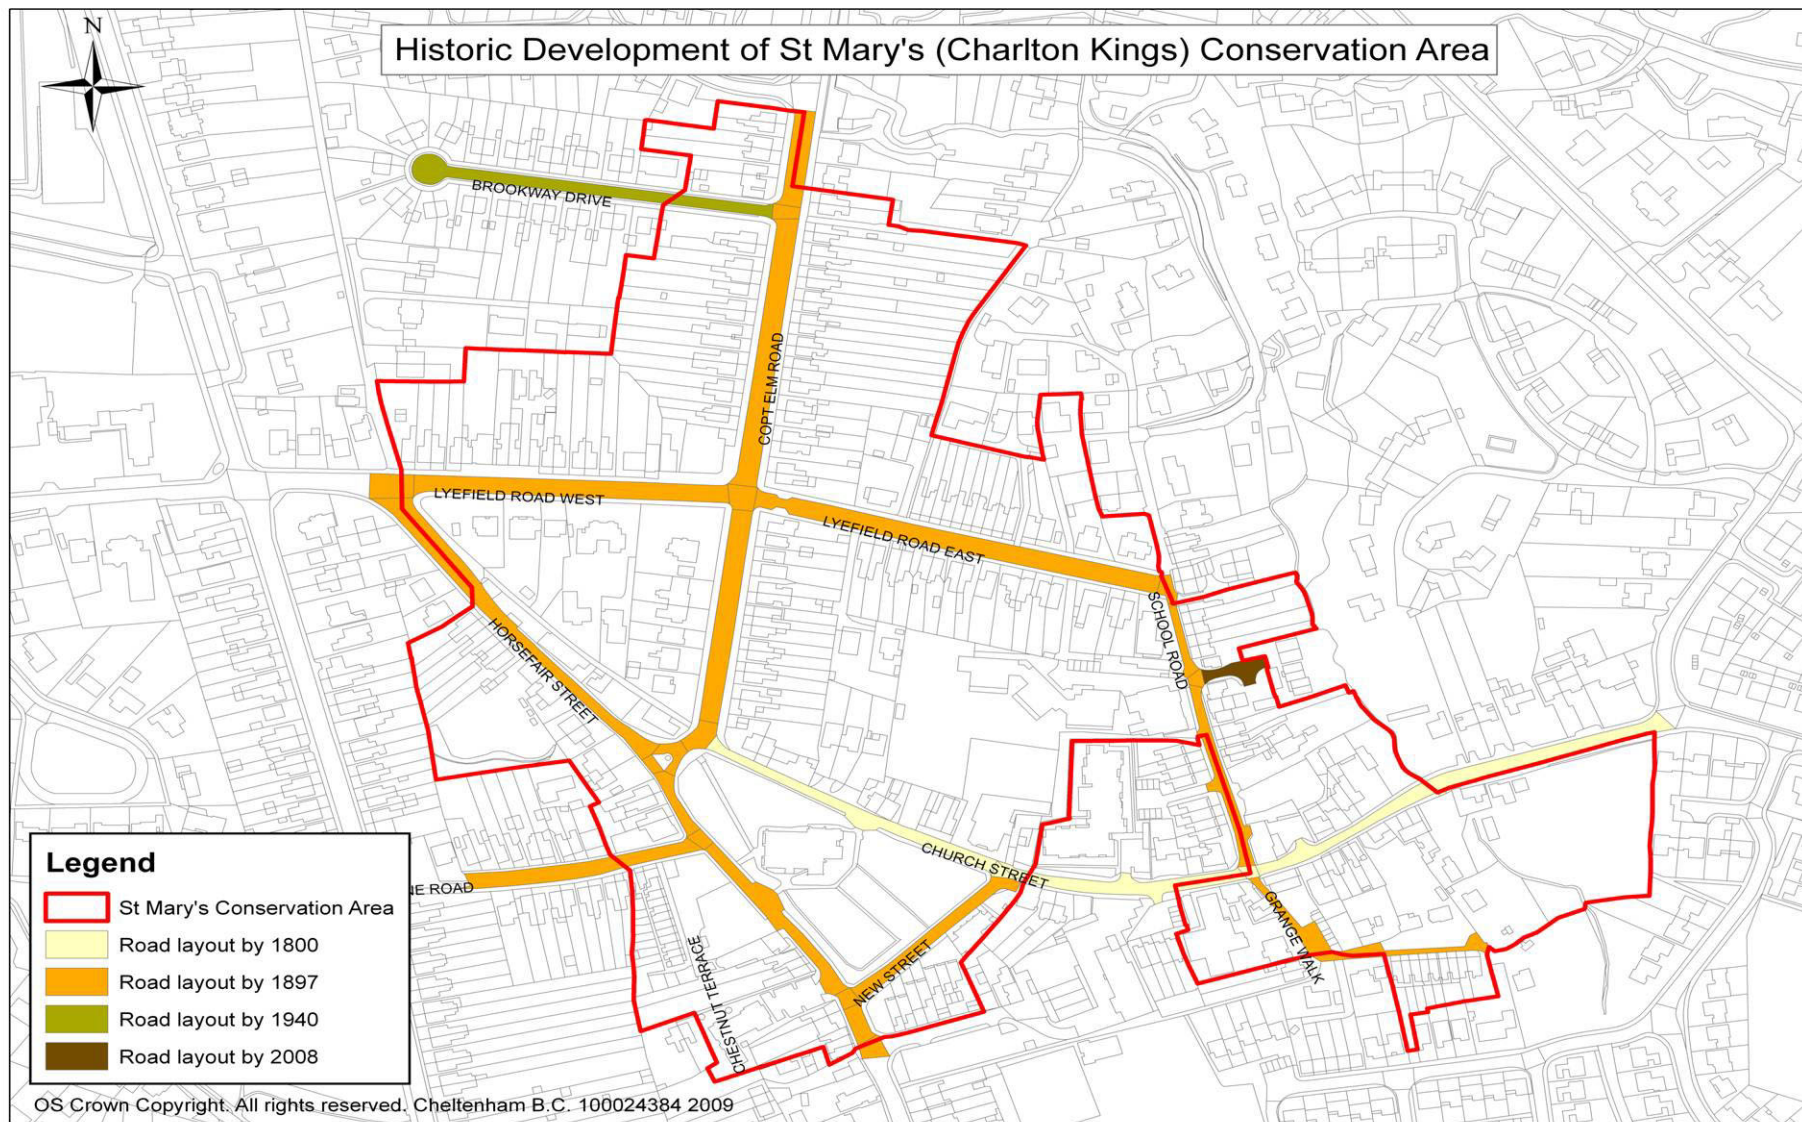 N
Historic Development of St Mary's (Charlton Kings) Conservation Area
BROOKWAY DRIVE
COPT ELM ROAD
LYEFIELD ROAD WEST
LYEFIELD ROAD EAST
SCHOOL ROAD
HORSEFAIR STREET
CHURCH STREET
NE ROAD
GRANGE WALK
NEW STREET
CHESTNUT TERRACE
Legend
St Mary's Conservation Area
Road layout by 1800
Road layout by 1897
Road layout by 1940
Road layout by 2008
OS Crown Copyright. All rights reserved. Cheltenham B.C. 100024384 2009